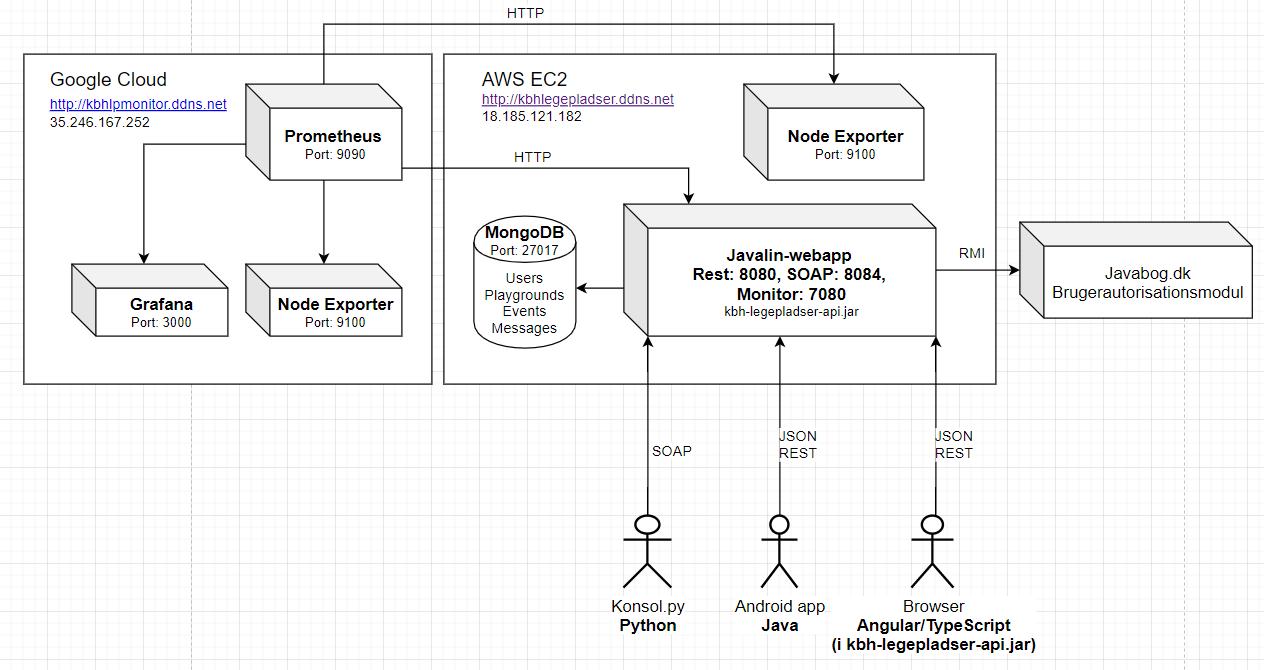 HTTP
Google Cloud
http://kbhlpmonitor.ddns.net
35.246.167.252
Prometheus
Port: 9090
Grafana
Port: 3000
Node Exporter
Port: 9100
AWS EC2
http://kbhlegepladser.ddns.net
18.185.121.182
Node Exporter
Port: 9100
HTTP
MongoDB
Port: 27017
Users
Playgrounds
Events
Messages
Javalin-webapp
Rest: 8080, SOAP: 8084,
Monitor: 7080
kbh-legepladser-api.jar
RMI
Javabog.dk
Brugerautorisationsmodul
SOAP
JSON
REST
JSON
REST
Konsol.py
Python
Android app
Java
Browser
Angular/TypeScript
(i kbh-legepladser-api.jar)